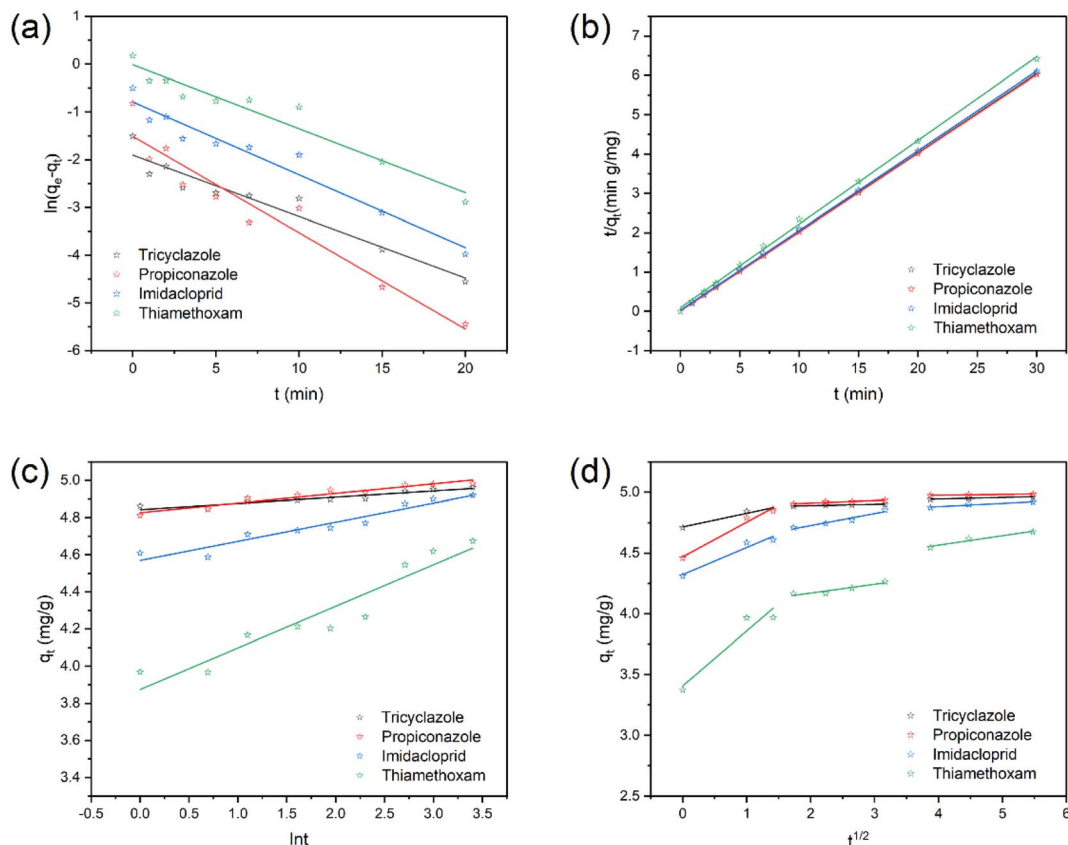 (a)
1
0
-1
-2
-3
-4
-5
-6
ln(qe-qt)
Tricyclazole
Propiconazole
Imidacloprid
Thiamethoxam
0 5 10 15 20
t (min)
(b)
7
6
5
4
3
2
1
0
-1
t/qt(min g/mg)
Tricyclazole
Propiconazole
Imidacloprid
Thiamethoxam
0 5 10 15 20 25 30
t (min)
(c)
5.0
4.8
4.6
4.4
4.2
4.0
3.8
3.6
3.4
qt (mg/g)
Tricyclazole
Propiconazole
Imidacloprid
Thiamethoxam
-0.5 0.0 0.5 1.0 1.5 2.0 2.5 3.0 3.5
lnt
(d)
5.0
4.5
4.0
3.5
3.0
2.5
qt (mg/g)
Tricyclazole
Propiconazole
Imidacloprid
Thiamethoxam
0 1 2 3 4 5 6
t1/2